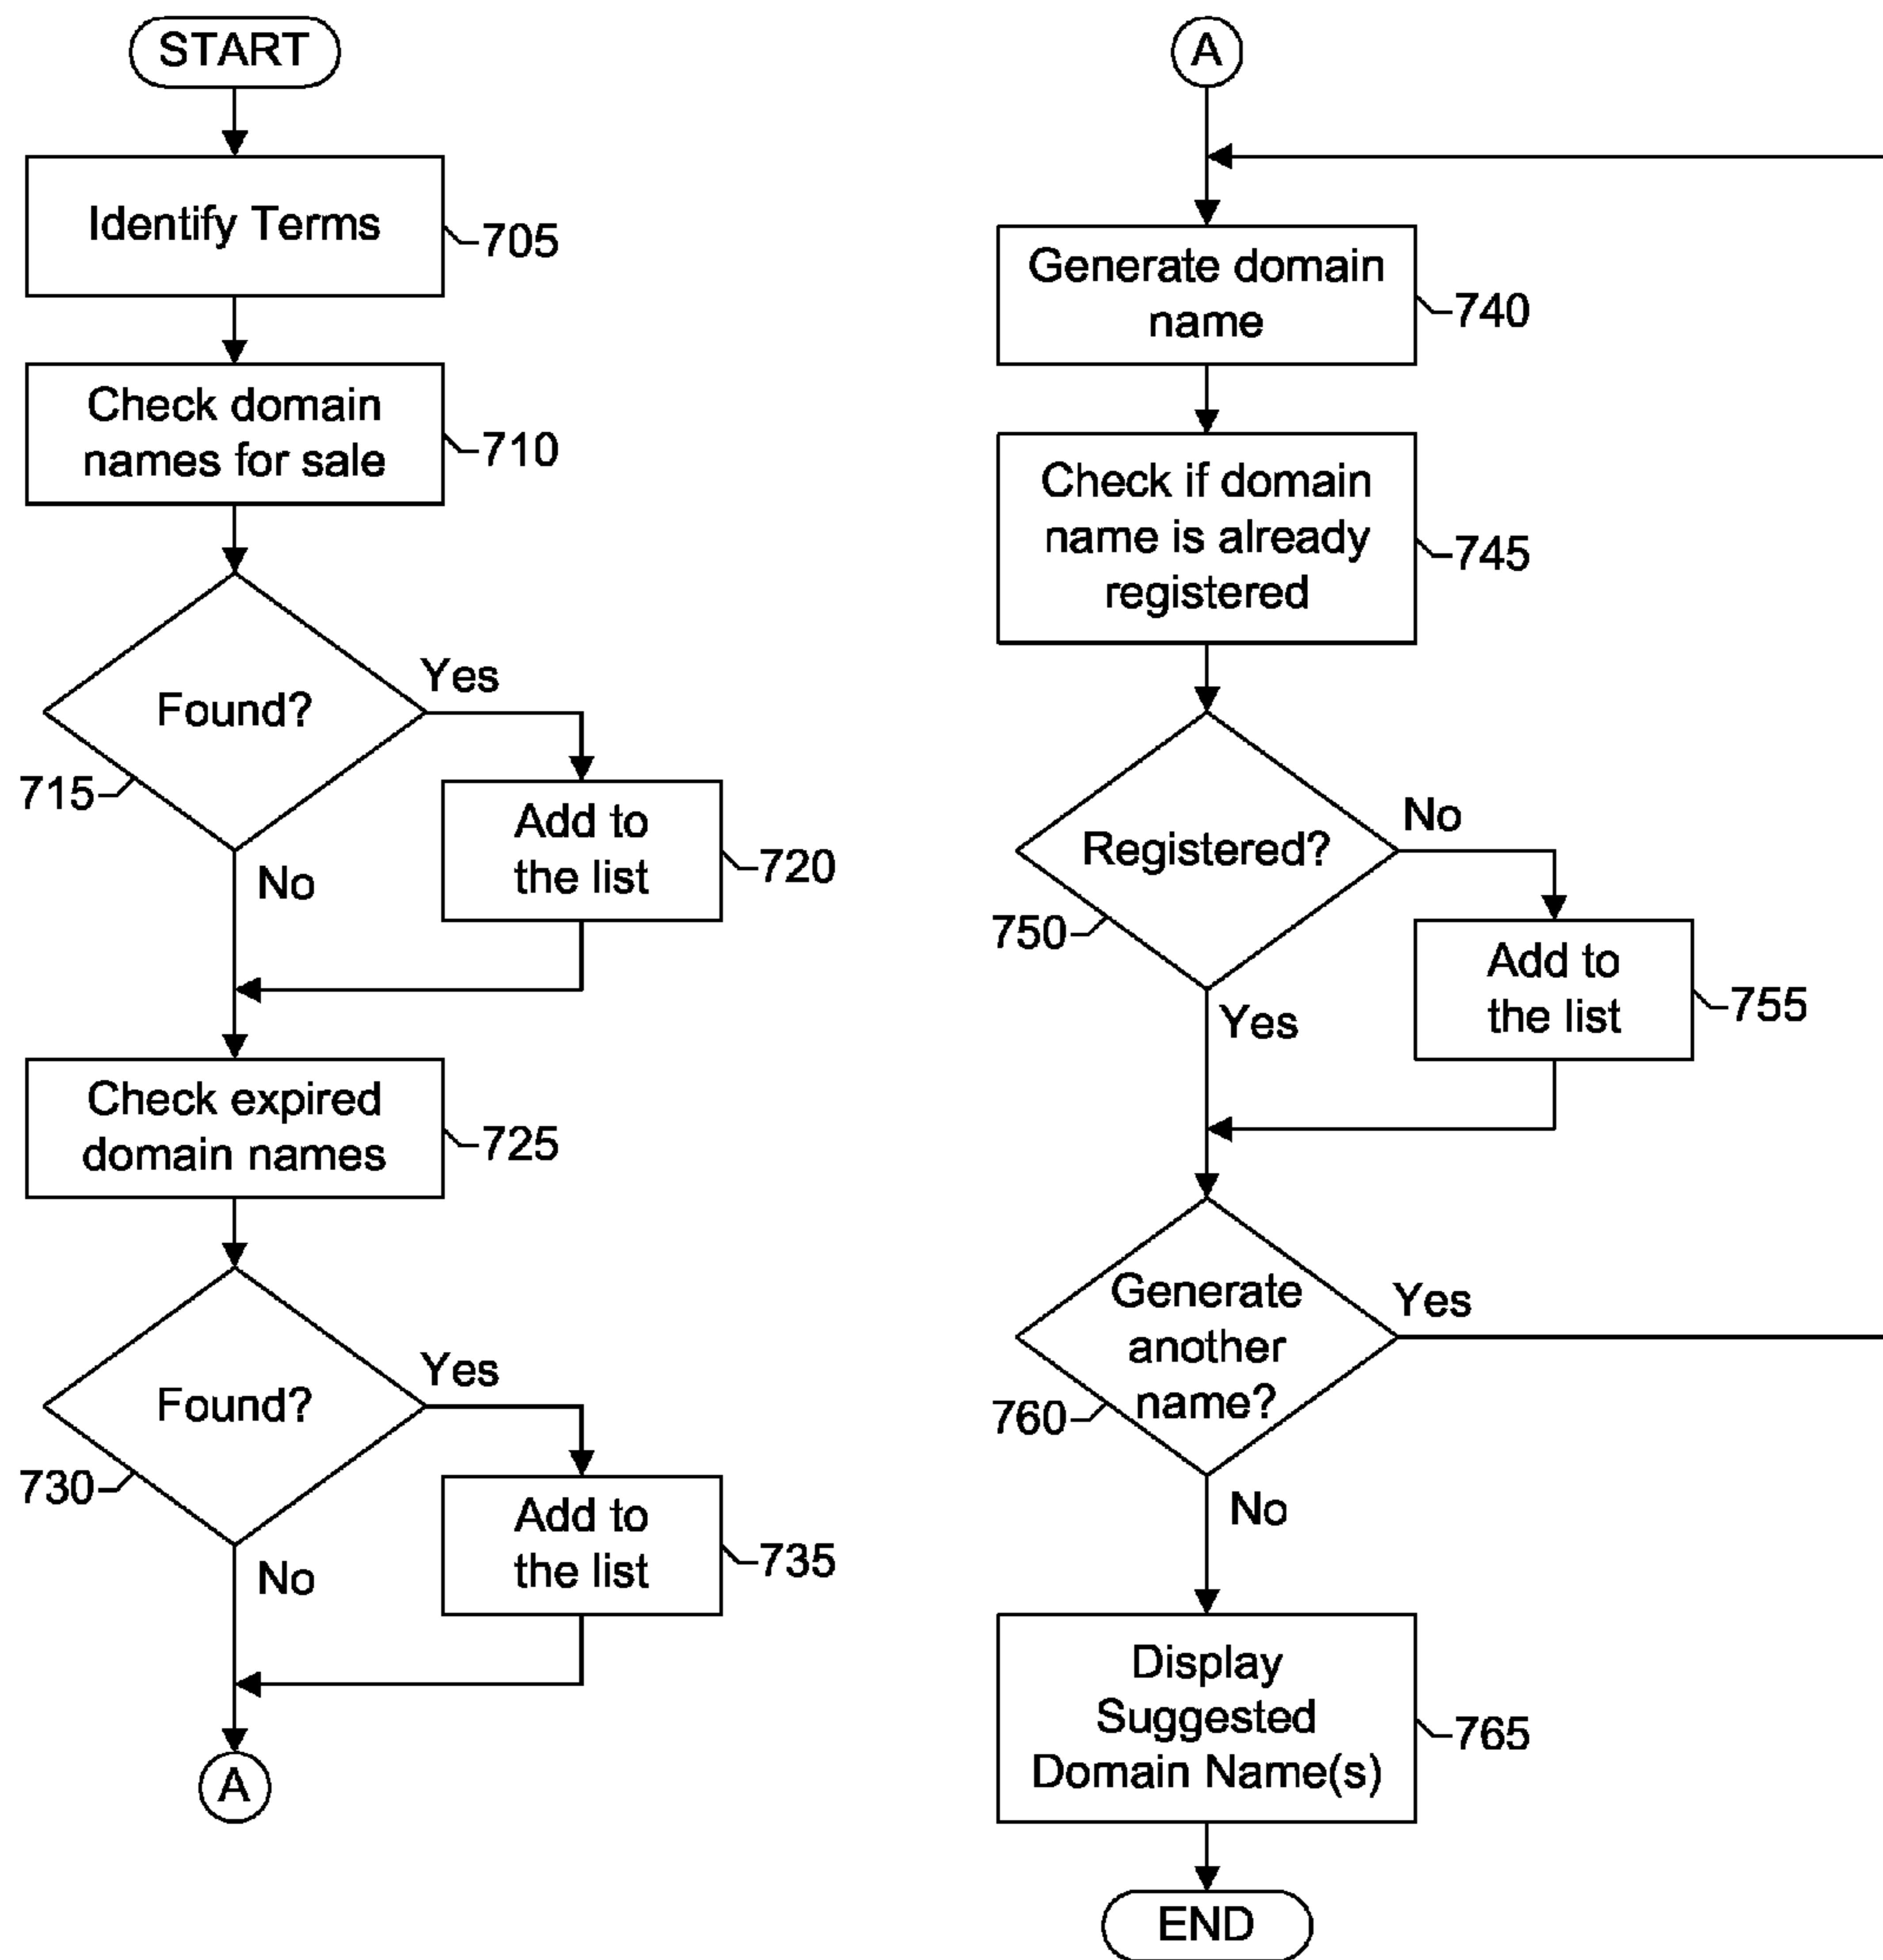 START
Identify Terms
705
Check domain
names for sale
710
Found?
Yes
715
No
Add to
the list
720
Check expired
domain names
725
Found?
Yes
730
No
Add to
the list
735
A
A
Generate domain
name
740
Check if domain
name is already
registered
745
Registered?
No
750
Yes
Add to
the list
755
Generate
another
name?
Yes
760
No
Display
Suggested
Domain Name(s)
765
END